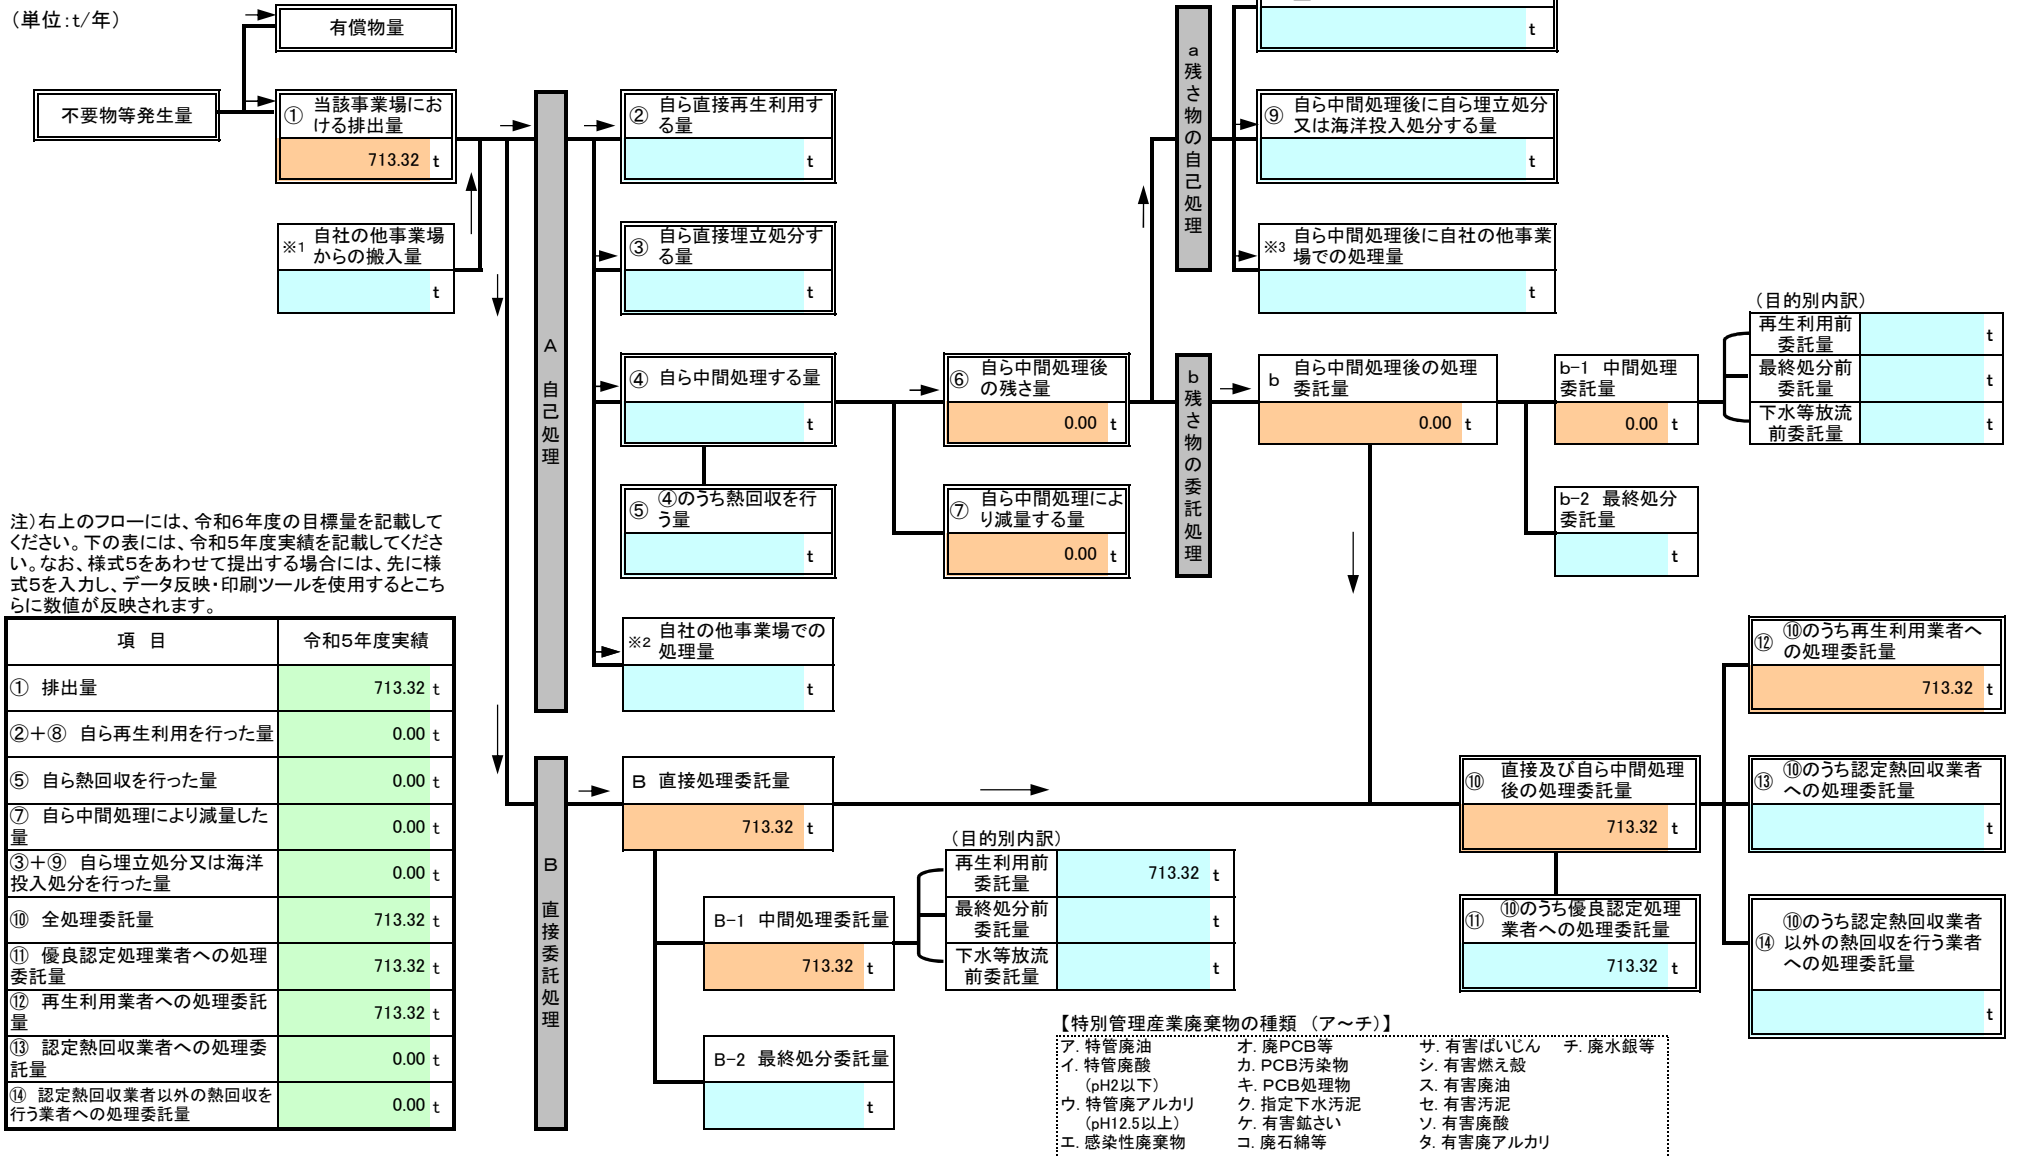 （単位：t/年）
有償物量
不要物等発生量
① 当該事業場における排出量
713.32 t
※1 自社の他事業場からの搬入量
t
A 自己処理
② 自ら直接再生利用する量
t
③ 自ら直接埋立処分する量
t
④ 自ら中間処理する量
t
⑤ ④のうち熱回収を行う量
t
※2 自社の他事業場での処理量
t
⑥ 自ら中間処理後の残さ量
0.00 t
⑦ 自ら中間処理により減量する量
0.00 t
a 残さ物の自己処理
t
⑨ 自ら中間処理後に自ら埋立処分又は海洋投入処分する量
t
※3 自ら中間処理後に自社の他事業場での処理量
t
b 残さ物の委託処理
b 自ら中間処理後の処理委託量
0.00 t
b-1 中間処理委託量
0.00 t
b-2 最終処分委託量
t
（目的別内訳）
再生利用前委託量 t
最終処分前委託量 t
下水等放流前委託量 t
注）右上のフローには、令和6年度の目標量を記載して
ください。下の表には、令和5年度実績を記載してくださ
い。なお、様式5をあわせて提出する場合には、先に様
式5を入力し、データ反映・印刷ツールを使用するとこち
らに数値が反映されます。
項 目 令和5年度実績
① 排出量 713.32 t
②＋⑧ 自ら再生利用を行った量 0.00 t
⑤ 自ら熱回収を行った量 0.00 t
⑦ 自ら中間処理により減量した量 0.00 t
③＋⑨ 自ら埋立処分又は海洋投入処分を行った量 0.00 t
⑩ 全処理委託量 713.32 t
⑪ 優良認定処理業者への処理委託量 713.32 t
⑫ 再生利用業者への処理委託量 713.32 t
⑬ 認定熱回収業者への処理委託量 0.00 t
⑭ 認定熱回収業者以外の熱回収を行う業者への処理委託量 0.00 t
B 直接委託処理
B 直接処理委託量
713.32 t
B-1 中間処理委託量
713.32 t
B-2 最終処分委託量
t
（目的別内訳）
再生利用前委託量 713.32 t
最終処分前委託量 t
下水等放流前委託量 t
⑩ 直接及び自ら中間処理後の処理委託量
713.32 t
⑪ ⑩のうち優良認定処理業者への処理委託量
713.32 t
⑫ ⑩のうち再生利用業者への処理委託量
713.32 t
⑬ ⑩のうち認定熱回収業者への処理委託量
t
⑭ ⑩のうち認定熱回収業者以外の熱回収を行う業者への処理委託量
t
【特別管理産業廃棄物の種類 （ア～チ）】
ア. 特管廃油 オ. 廃PCB等 サ. 有害ばいじん チ. 廃水銀等
イ. 特管廃酸 カ. PCB汚染物 シ. 有害燃え殻
（pH2以下） キ. PCB処理物 ス. 有害廃油
ウ. 特管廃アルカリ ク. 指定下水汚泥 セ. 有害汚泥
（pH12.5以上） ケ. 有害鉱さい ソ. 有害廃酸
エ. 感染性廃棄物 コ. 廃石綿等 タ. 有害廃アルカリ